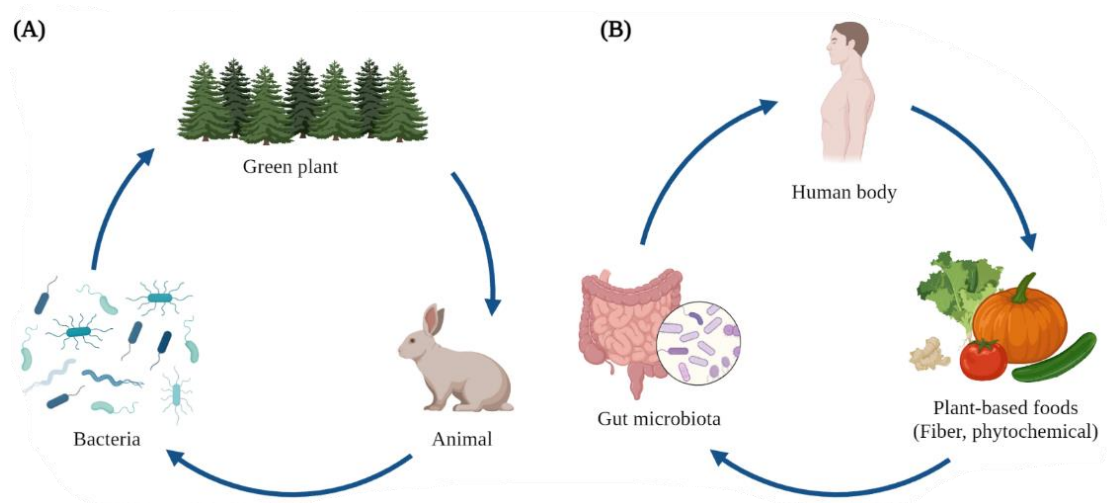 (A)
Green plant
Bacteria
Animal
(B)
Human body
Gut microbiota
Plant-based foods
(Fiber, phytochemical)